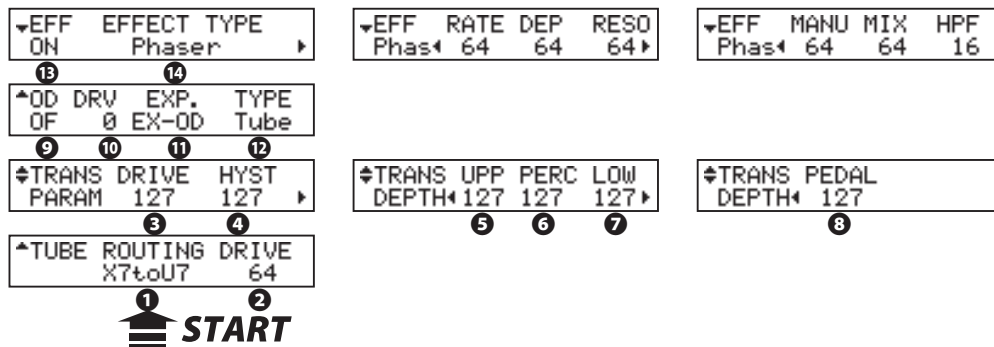 EFF EFFECT TYPE
ON Phaser
13 14
EFF RATE DEP RESO
Phas 64 64 64
EFF MANU MIX HPF
Phas 64 64 16
OD DRV EXP. TYPE
OF 0 EX-OD Tube
9 10 11 12
TRANS DRIVE HYST
PARAM 127 127
3 4
TRANS UPP PERC LOW
DEPTH 127 127 127
5 6 7
TRANS PEDAL
DEPTH 127
8
TUBE ROUTING DRIVE
X7toU7 64
1 2
START